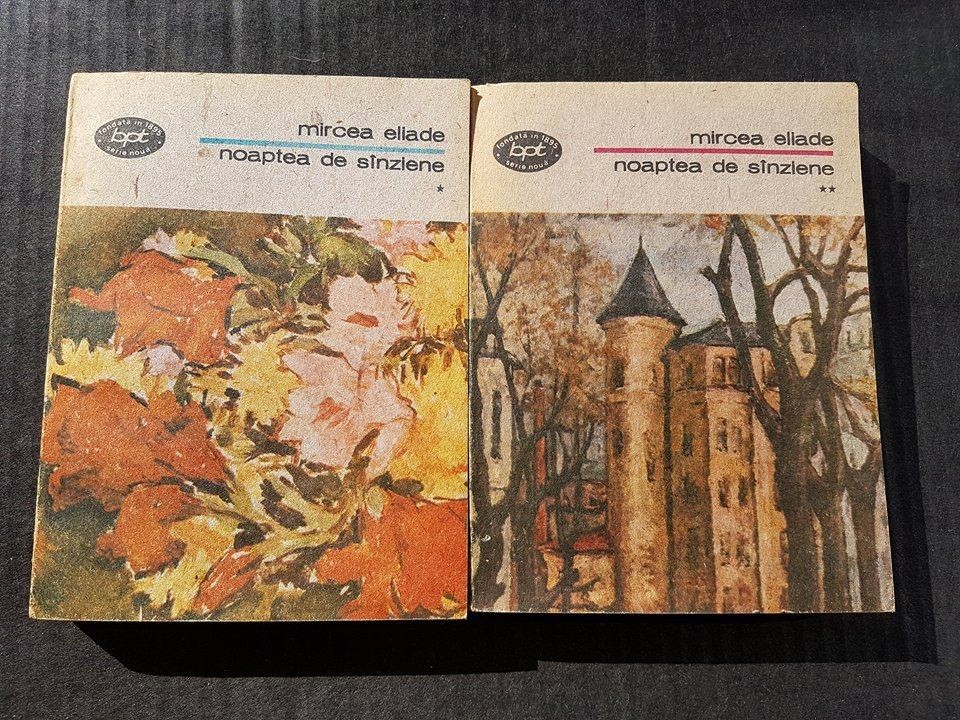 fondată în 1895
bpt
serie nouă
mircea eliade
noaptea de sînziene
*
fondată în 1895
bpt
serie nouă
mircea eliade
noaptea de sînziene
**